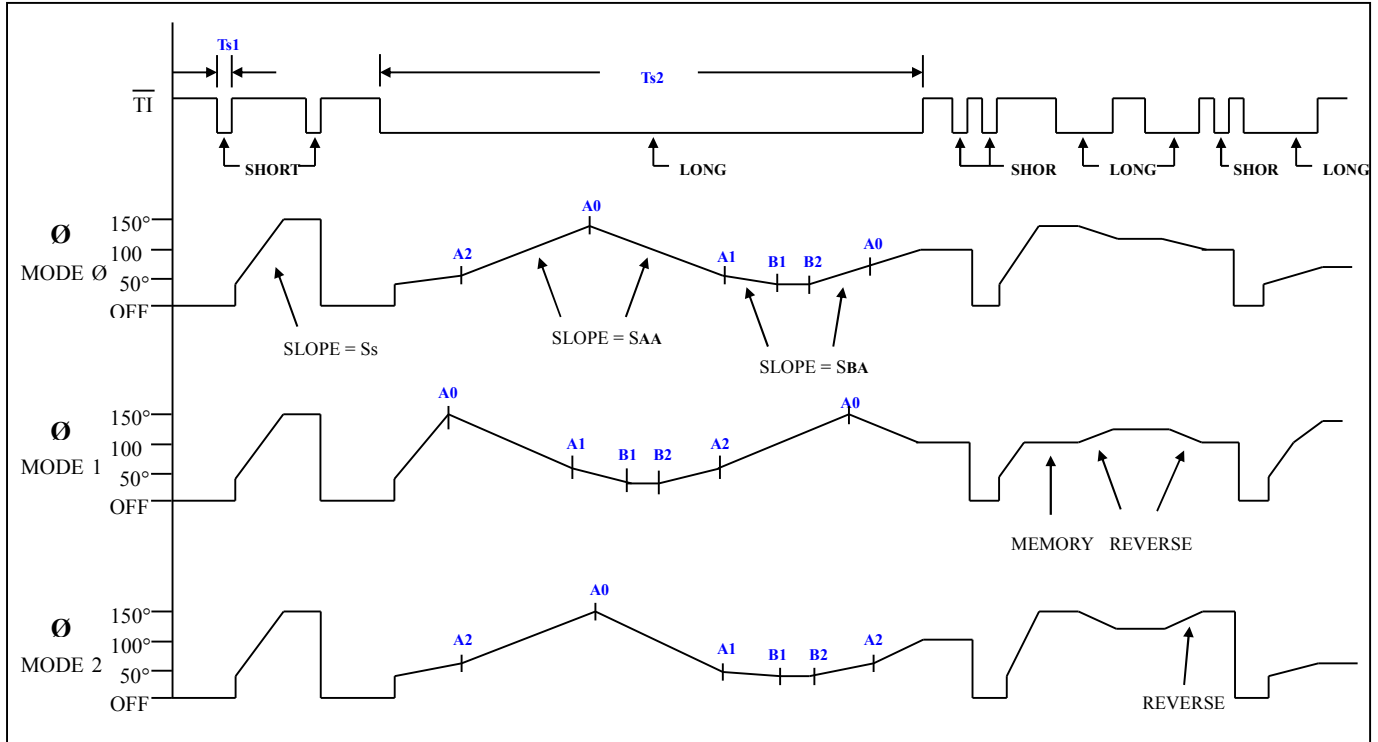 Ts1
Ts2
TI
SHORT
LONG
SHOR
LONG
SHOR
LONG
150°
Ø
100
MODE Ø
50°
OFF
A2
A0
A1
B1
B2
A0
SLOPE = Ss
SLOPE = SAA
SLOPE = SBA
150°
Ø
100
MODE 1
50°
OFF
A0
A1
B1
B2
A2
A0
MEMORY
REVERSE
150°
Ø
100°
MODE 2
50°
OFF
A2
A0
A1
B1
B2
A2
REVERSE